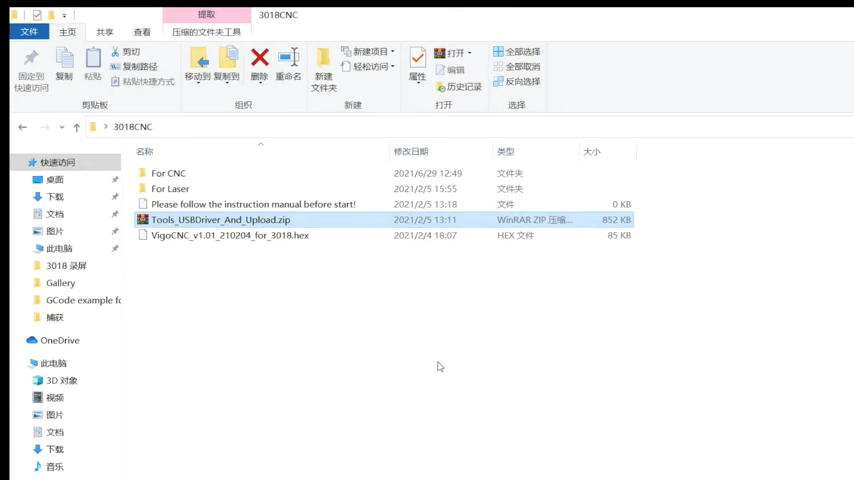 提取
3018CNC
文件
主页
共享
查看
压缩的文件夹工具
固定到
快速访问
复制
粘贴
剪切
复制路径
粘贴快捷方式
剪贴板
移动到
复制到
删除
重命名
组织
新建
文件夹
新建项目
轻松访问
新建
属性
打开
编辑
历史记录
打开
全部选择
全部取消
反向选择
选择
3018CNC
名称
修改日期
类型
大小
For CNC
2021/6/29 12:49
文件夹
For Laser
2021/2/5 15:55
文件夹
Please follow the instruction manual before start!
2021/2/5 13:18
文件
0 KB
Tools_USBDriver_And_Upload.zip
2021/2/5 13:11
WinRAR ZIP 压缩...
852 KB
VigoCNC_v1.01_210204_for_3018.hex
2021/2/4 18:07
HEX 文件
85 KB
快速访问
桌面
下载
文档
图片
此电脑
3018 录屏
Gallery
GCode example fo
捕获
OneDrive
此电脑
3D 对象
视频
图片
文档
下载
音乐